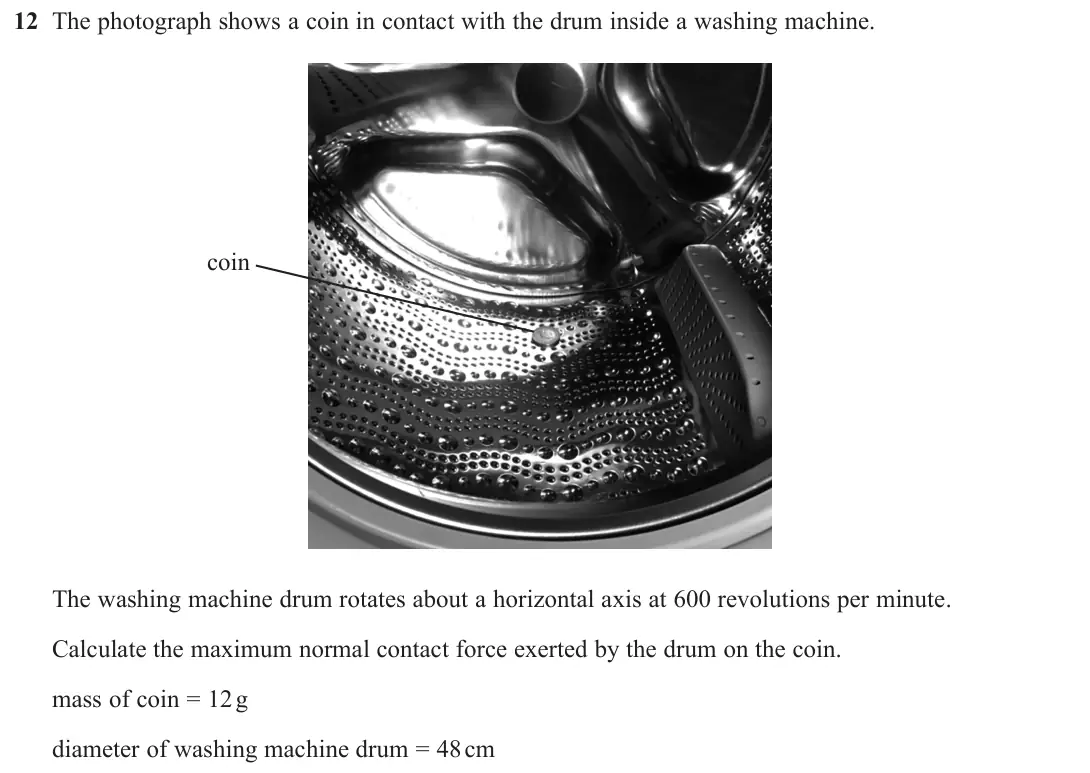 12 The photograph shows a coin in contact with the drum inside a washing machine.
coin
The washing machine drum rotates about a horizontal axis at 600 revolutions per minute.
Calculate the maximum normal contact force exerted by the drum on the coin.
mass of coin = 12 g
diameter of washing machine drum = 48 cm